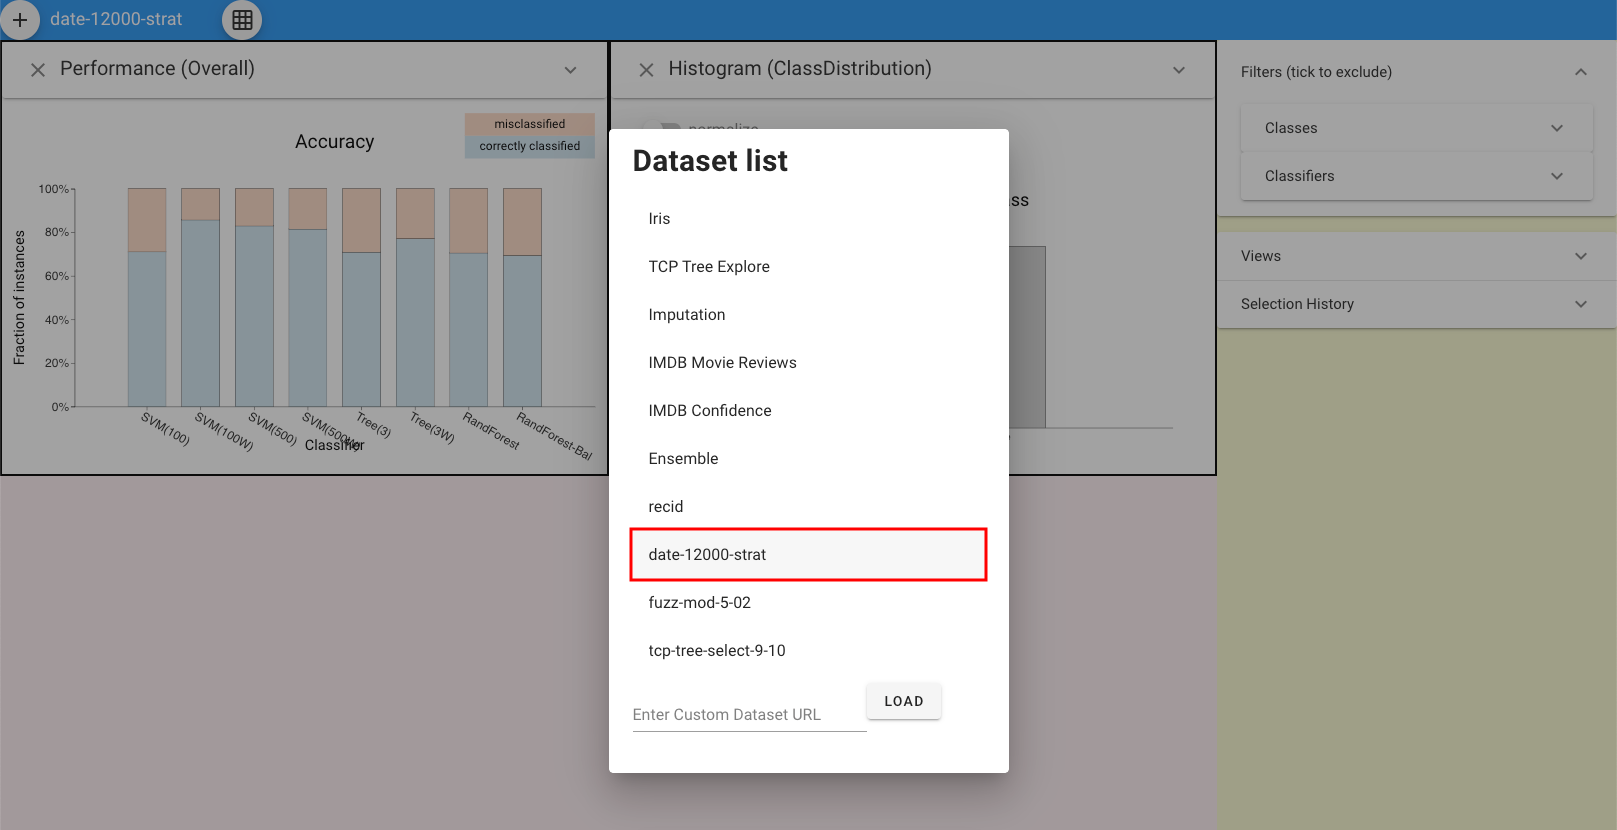 date-12000-strat
Performance (Overall)
Accuracy
misclassified
correctly classified
Fraction of instances
100%
80%
60%
40%
20%
0%
SVM(100)
SVM(100W)
SVM(500)
SVM(500W)
Tree(3)
Tree(3W)
RandForest
RandForest-Bal
Classifier
Histogram (ClassDistribution)
normalize
ss
Dataset list
Iris
TCP Tree Explore
Imputation
IMDB Movie Reviews
IMDB Confidence
Ensemble
recid
date-12000-strat
fuzz-mod-5-02
tcp-tree-select-9-10
Enter Custom Dataset URL
LOAD
Filters (tick to exclude)
Classes
Classifiers
Views
Selection History